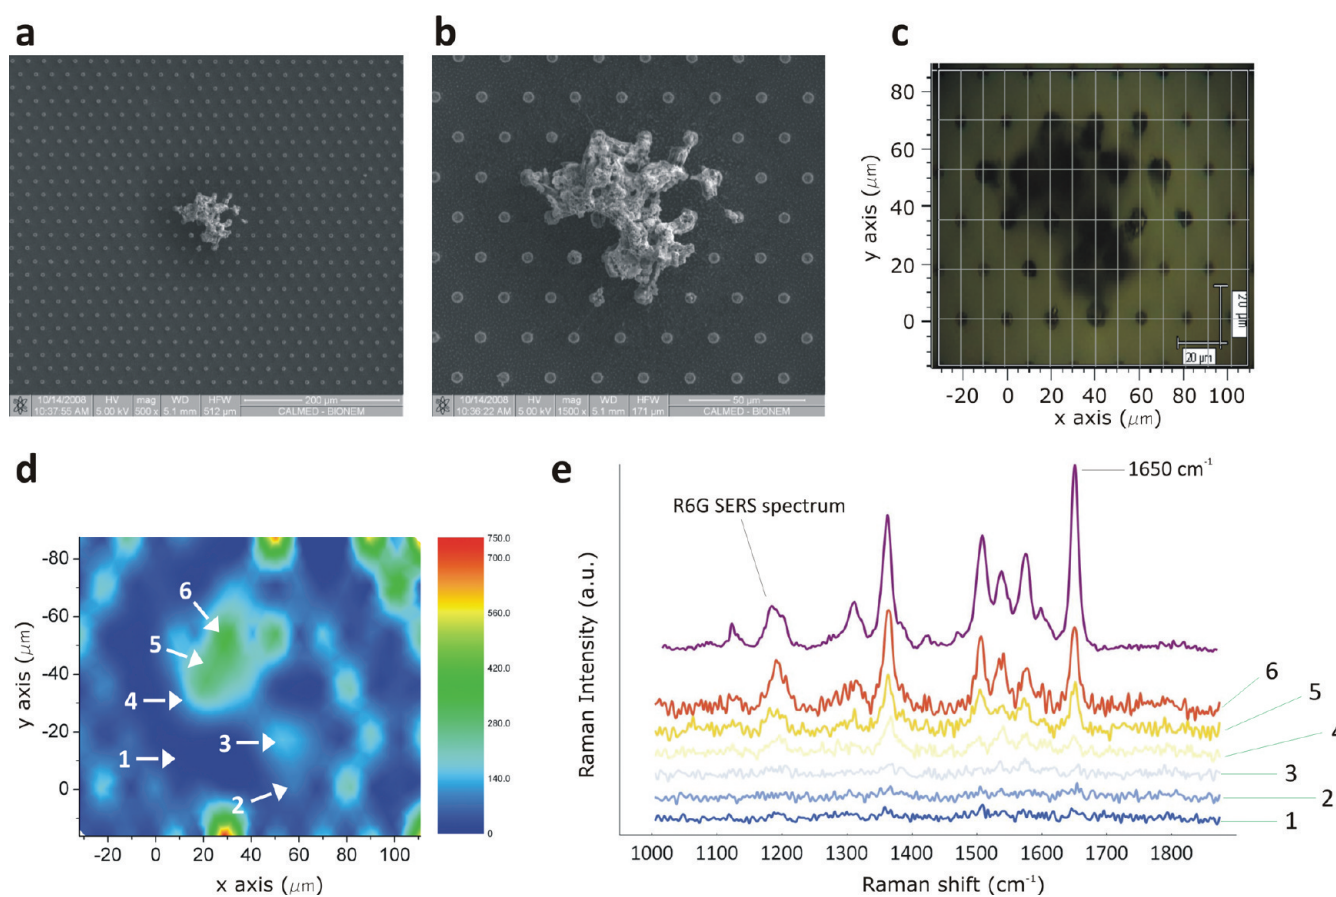 a
b
c
10/14/2008 HV mag WD HFW 200 µm
10:37:55 AM 5.00 kV 500 x 5.1 mm 512 µm CALMED - BIONEM
10/14/2008 HV mag WD HFW 50 µm
10:36:22 AM 5.00 kV 1500 x 5.1 mm 171 µm CALMED - BIONEM
80
60
40
20
0
y axis (µm)
20 µm
20 µm
-20 0 20 40 60 80 100
x axis (µm)
d
-80
-60
-40
-20
0
y axis (µm)
6
5
4
3
1
2
-20 0 20 40 60 80 100
x axis (µm)
750.0
700.0
560.0
420.0
280.0
140.0
0
e
1650 cm-1
R6G SERS spectrum
Raman Intensity (a.u.)
6
5
4
3
2
1
1000 1100 1200 1300 1400 1500 1600 1700 1800
Raman shift (cm-1)